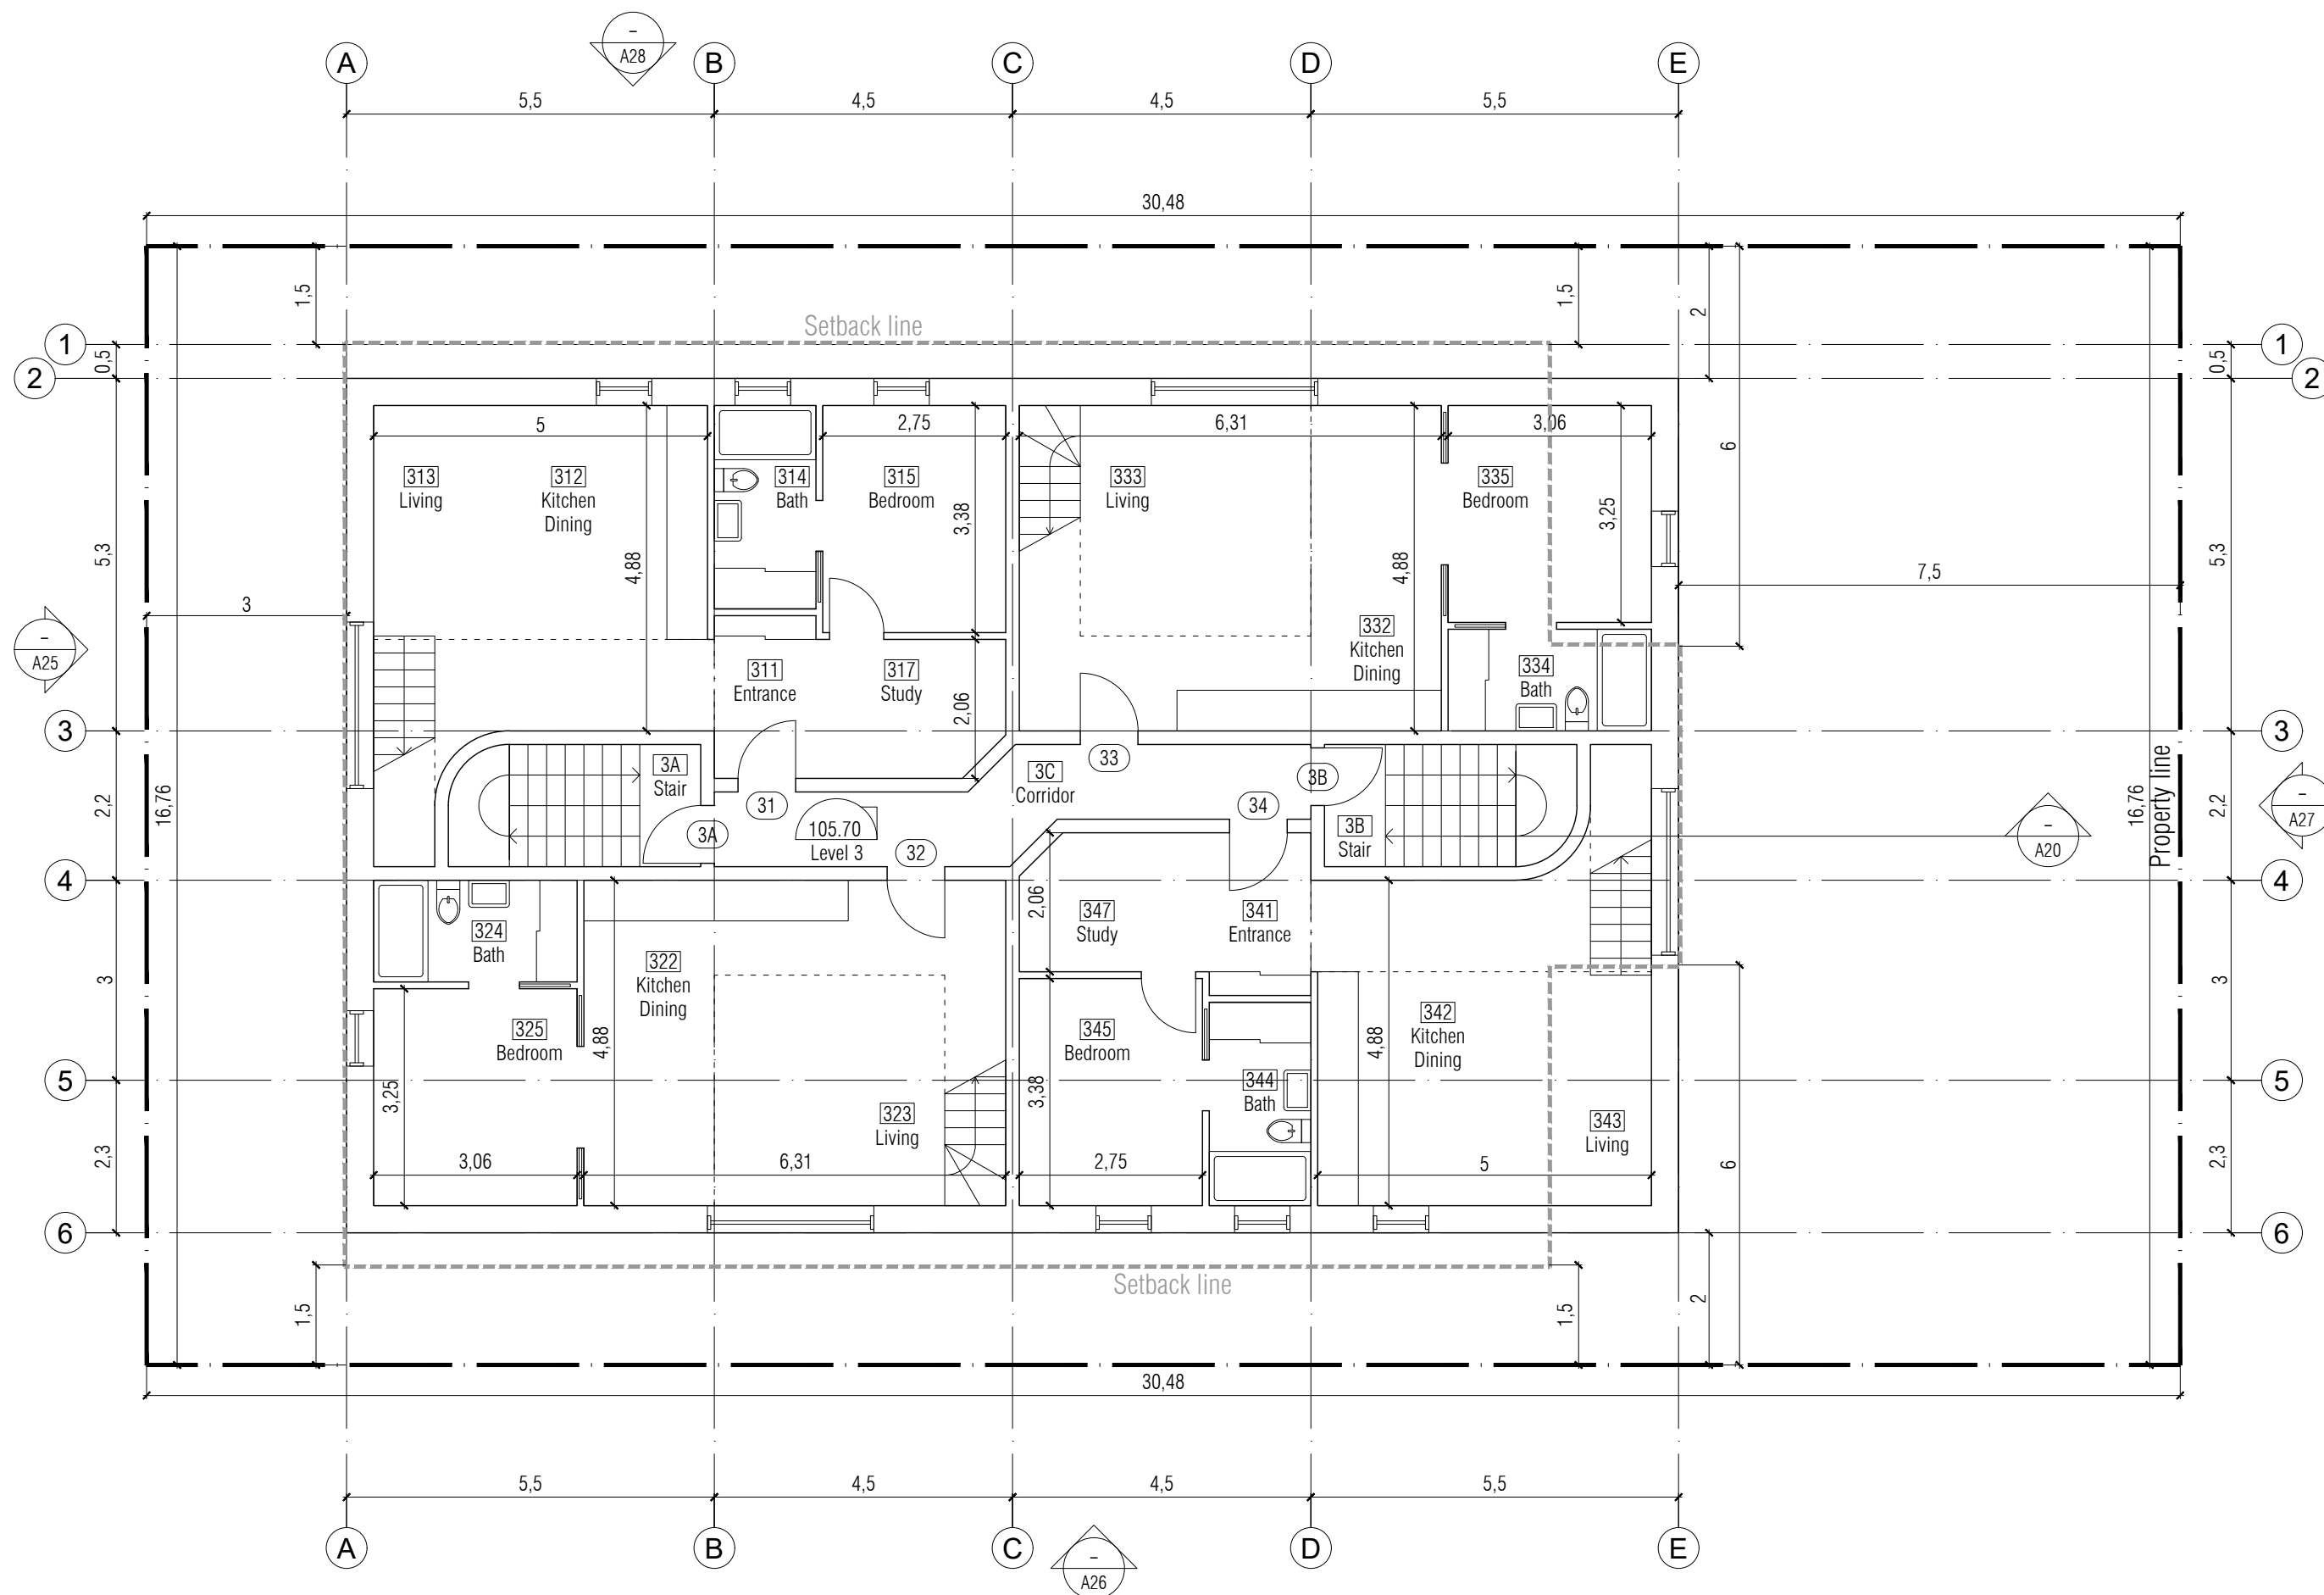 –
A28
A B C D E
5,5 4,5 4,5 5,5
30,48
1,5 1,5 2
Setback line
1 1
0,5 0,5
2 2
5 2,75 6,31 3,06
6
313 312 314 315 333 335
Living Kitchen Bath Bedroom Living Bedroom
Dining
3,38 3,25
5,3 4,88 4,88 5,3
7,5
3
332
Kitchen
Dining
–
A25
311 317 334
Entrance Study Bath
2,06
3 3
33
3A 3C 3B
Stair Corridor
Property line
2,2 16,76 16,76 2,2
31 34
–
A27
105.70
Level 3
3A 32 3B
Stair
–
A20
4 4
2,06
324 347 341
Bath Study Entrance
322
Kitchen
Dining
3 3
325 345 342
Bedroom Bedroom Kitchen
Dining
4,88 4,88
5 5
3,25 3,38
344
Bath
323 343
Living Living
2,3 2,3
3,06 6,31 2,75 5
6
6 6
Setback line
1,5 1,5 2
30,48
5,5 4,5 4,5 5,5
A B C D E
–
A26